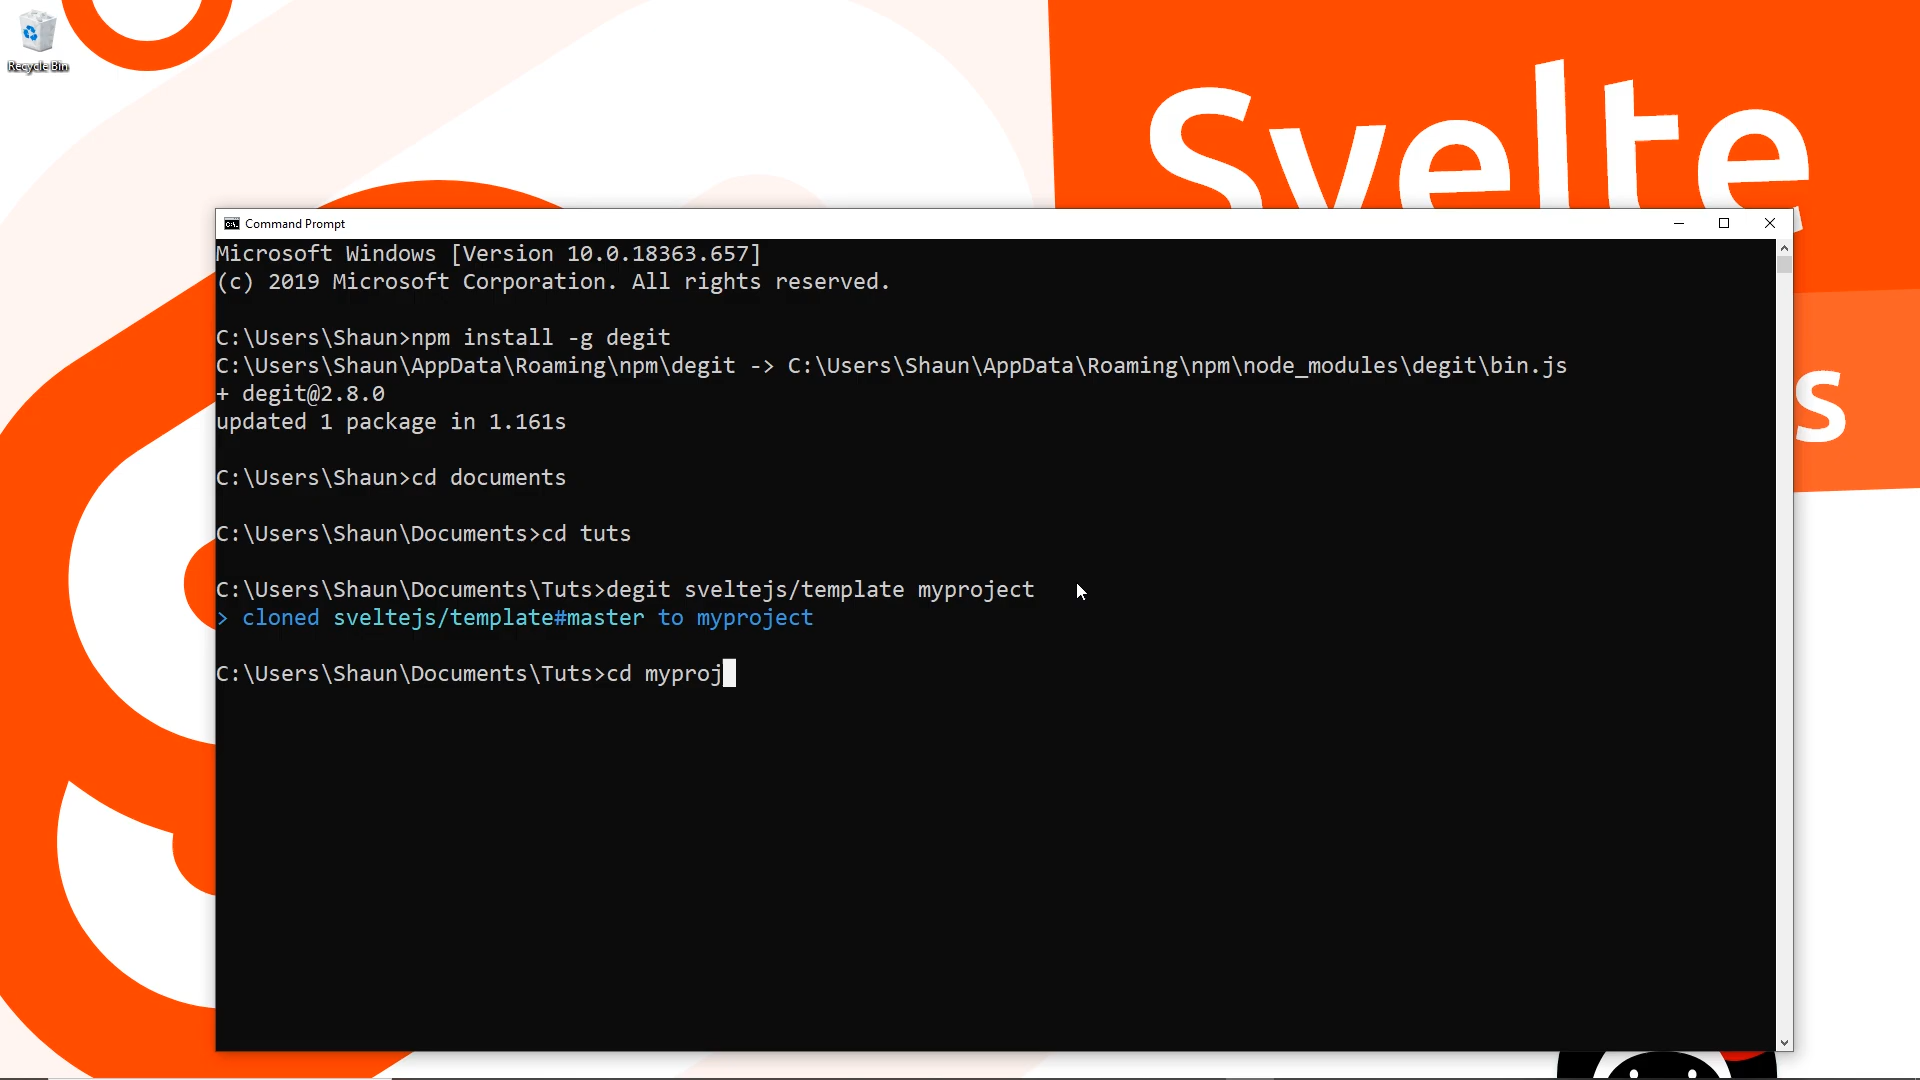 Recycle Bin
Svelte
s
Command Prompt
Microsoft Windows [Version 10.0.18363.657]
(c) 2019 Microsoft Corporation. All rights reserved.
C:\Users\Shaun>npm install -g degit
C:\Users\Shaun\AppData\Roaming\npm\degit -> C:\Users\Shaun\AppData\Roaming\npm\node_modules\degit\bin.js
+ degit@2.8.0
updated 1 package in 1.161s
C:\Users\Shaun>cd documents
C:\Users\Shaun\Documents>cd tuts
C:\Users\Shaun\Documents\Tuts>degit sveltejs/template myproject
> cloned sveltejs/template#master to myproject
C:\Users\Shaun\Documents\Tuts>cd myproj